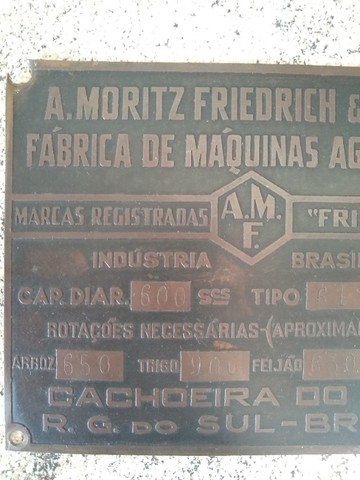 A. MORITZ FRIEDRICH &
FÁBRICA DE MÁQUINAS AG
MARCAS REGISTRADAS A.M.F. "FRI
INDÚSTRIA BRASIL
CAP. DIAR. 600 Scs TIPO
ROTAÇÕES NECESSÁRIAS-(APROXIMA
ARROZ 650 TRIGO 900 FEIJÃO
CACHOEIRA DO
R. G. DO SUL-BR